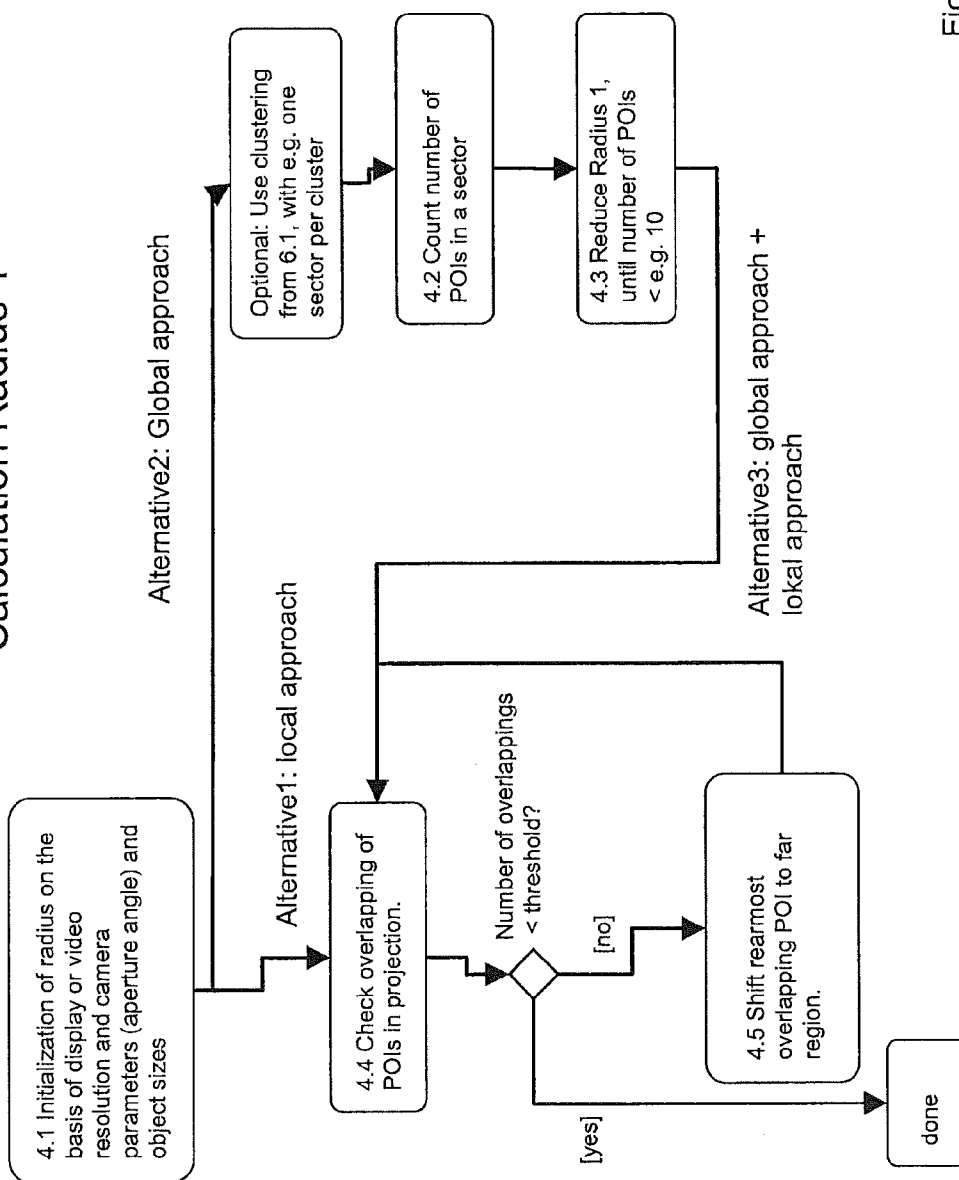 Calculation Radius 1
4.1 Initialization of radius on the
basis of display or video
resolution and camera
parameters (aperture angle) and
object sizes
Alternative1: local approach
Alternative2: Global approach
4.4 Check overlapping of
POIs in projection.
Number of overlappings
< threshold?
[no]
[yes]
4.5 Shift rearmost
overlapping POI to far
region.
done
Optional: Use clustering
from 6.1, with e.g. one
sector per cluster
4.2 Count number of
POIs in a sector
4.3 Reduce Radius 1,
until number of POIs
< e.g. 10
Alternative3: global approach +
lokal approach